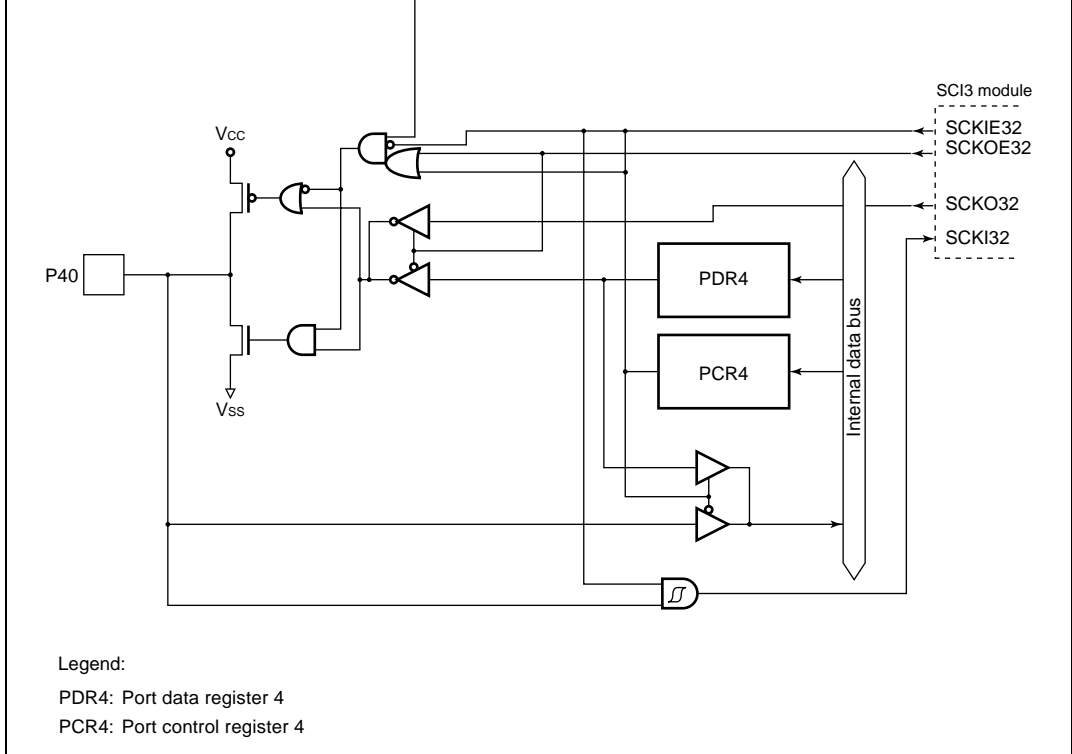 SCI3 module
SCKIE32
SCKOE32
VCC
SCKO32
SCKI32
P40
PDR4
PCR4
Internal data bus
VSS
Legend:
PDR4: Port data register 4
PCR4: Port control register 4